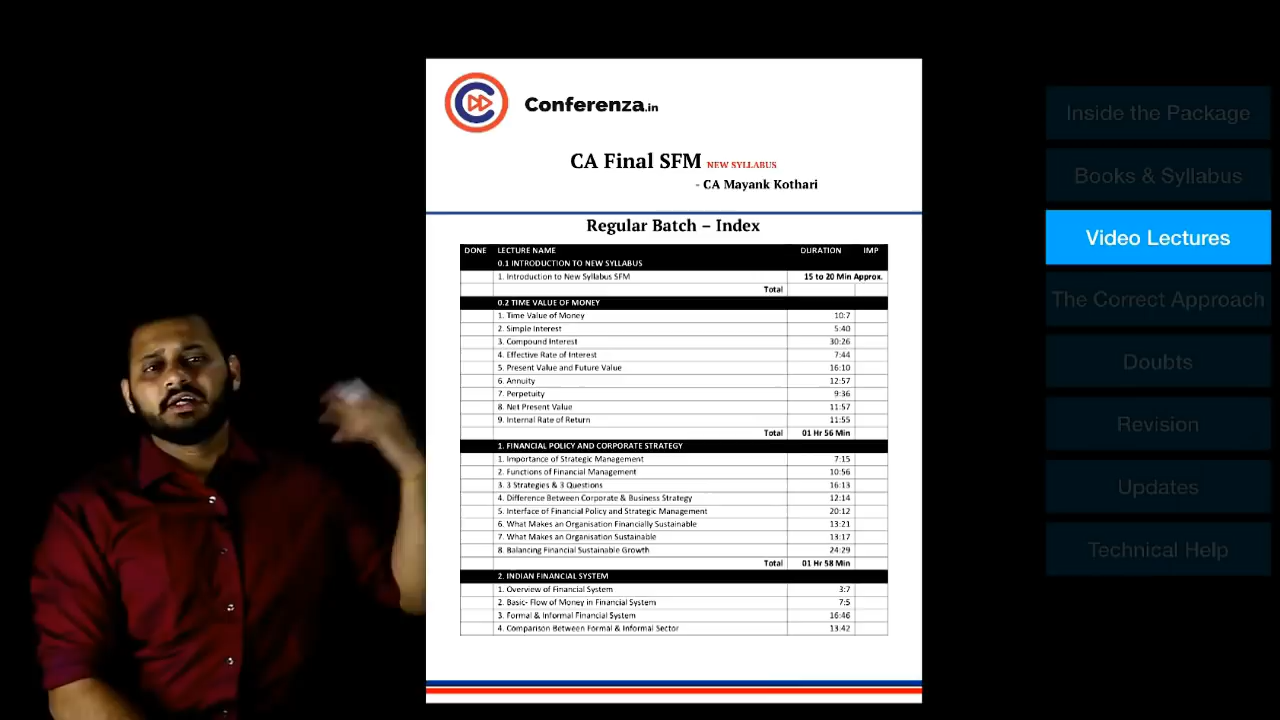 Conferenza.in
CA Final SFM NEW SYLLABUS
- CA Mayank Kothari
Regular Batch – Index
DONE LECTURE NAME DURATION IMP
0.1 INTRODUCTION TO NEW SYLLABUS
1. Introduction to New Syllabus SFM 15 to 20 Min Approx.
Total
0.2 TIME VALUE OF MONEY
1. Time Value of Money 10:7
2. Simple Interest 5:40
3. Compound Interest 30:26
4. Effective Rate of Interest 7:44
5. Present Value and Future Value 16:10
6. Annuity 12:57
7. Perpetuity 9:36
8. Net Present Value 11:57
9. Internal Rate of Return 11:55
Total 01 Hr 56 Min
1. FINANCIAL POLICY AND CORPORATE STRATEGY
1. Importance of Strategic Management 7:15
2. Functions of Financial Management 10:56
3. 3 Strategies & 3 Questions 16:13
4. Difference Between Corporate & Business Strategy 12:14
5. Interface of Financial Policy and Strategic Management 20:12
6. What Makes an Organisation Financially Sustainable 13:21
7. What Makes an Organisation Sustainable 13:17
8. Balancing Financial Sustainable Growth 24:29
Total 01 Hr 58 Min
2. INDIAN FINANCIAL SYSTEM
1. Overview of Financial System 3:7
2. Basic- Flow of Money in Financial System 7:5
3. Formal & Informal Financial System 16:46
4. Comparison Between Formal & Informal Sector 13:42
Inside the Package
Books & Syllabus
Video Lectures
The Correct Approach
Doubts
Revision
Updates
Technical Help